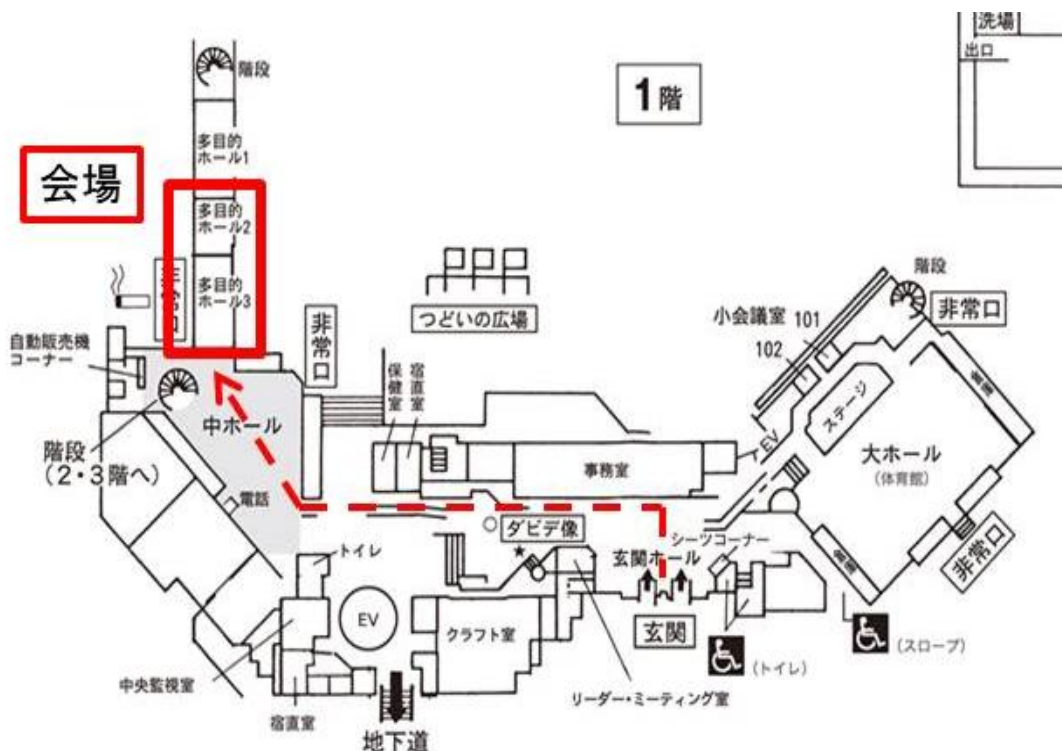 洗場
出口
1階
階段
多目的
ホール1
会場
多目的
ホール2
多目的
ホール3
非常口
つどいの広場
自動販売機
コーナー
階段
小会議室 101
102
非常口
保健室
宿直室
中ホール
階段
(2・3階へ)
電話
事務室
EV
ステージ
大ホール
(体育館)
ダビデ像
玄関ホール
シーツコーナー
非常口
トイレ
EV
クラフト室
玄関
(トイレ)
(スロープ)
中央監視室
宿直室
リーダー・ミーティング室
地下道